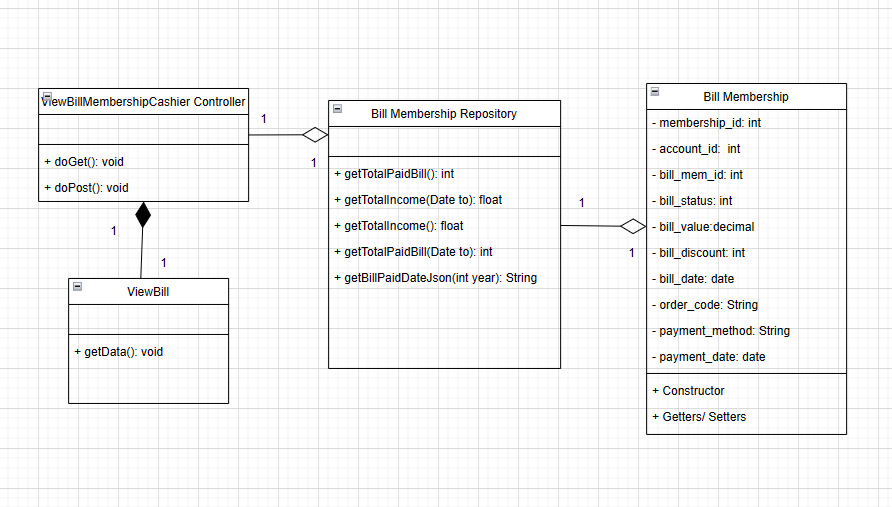 ViewBillMembershipCashier Controller
+ doGet(): void
+ doPost(): void
1
1
ViewBill
+ getData(): void
1
1
Bill Membership Repository
+ getTotalPaidBill(): int
+ getTotalIncome(Date to): float
+ getTotalIncome(): float
+ getTotalPaidBill(Date to): int
+ getBillPaidDateJson(int year): String
1
1
Bill Membership
- membership_id: int
- account_id:  int
- bill_mem_id: int
- bill_status: int
- bill_value:decimal
- bill_discount: int
- bill_date: date
- order_code: String
- payment_method: String
- payment_date: date
+ Constructor
+ Getters/ Setters